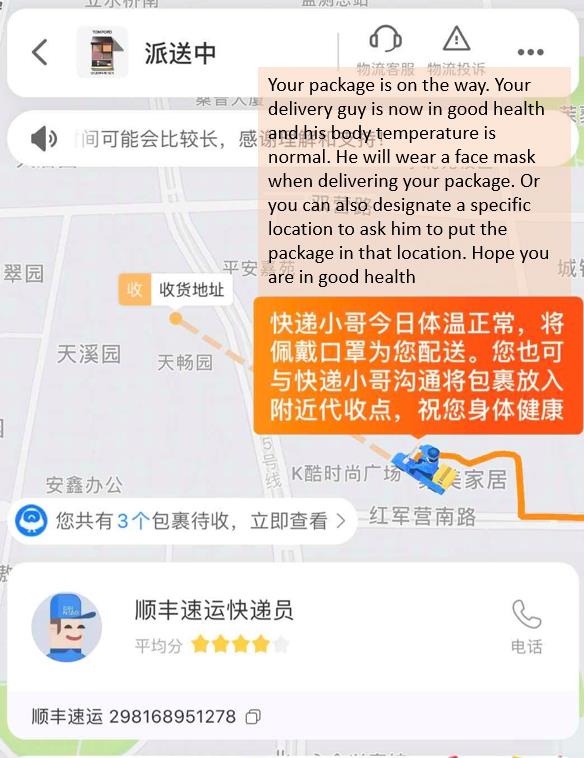 TOM FORD
派送中
物流客服
物流投诉
Your package is on the way. Your
delivery guy is now in good health
and his body temperature is
normal. He will wear a face mask
when delivering your package. Or
you can also designate a specific
location to ask him to put the
package in that location. Hope you
are in good health
间可能会比较长，感谢理解和支持！
翠园
平安嘉苑
收 收货地址
快递小哥今日体温正常，将
佩戴口罩为您配送。您也可
与快递小哥沟通将包裹放入
附近代收点，祝您身体健康
天溪园
天畅园
5号线
K酷时尚广场
美家居
安鑫办公
您共有3个包裹待收，立即查看 >
红军营南路
顺丰速运快递员
平均分
电话
顺丰速运 298168951278